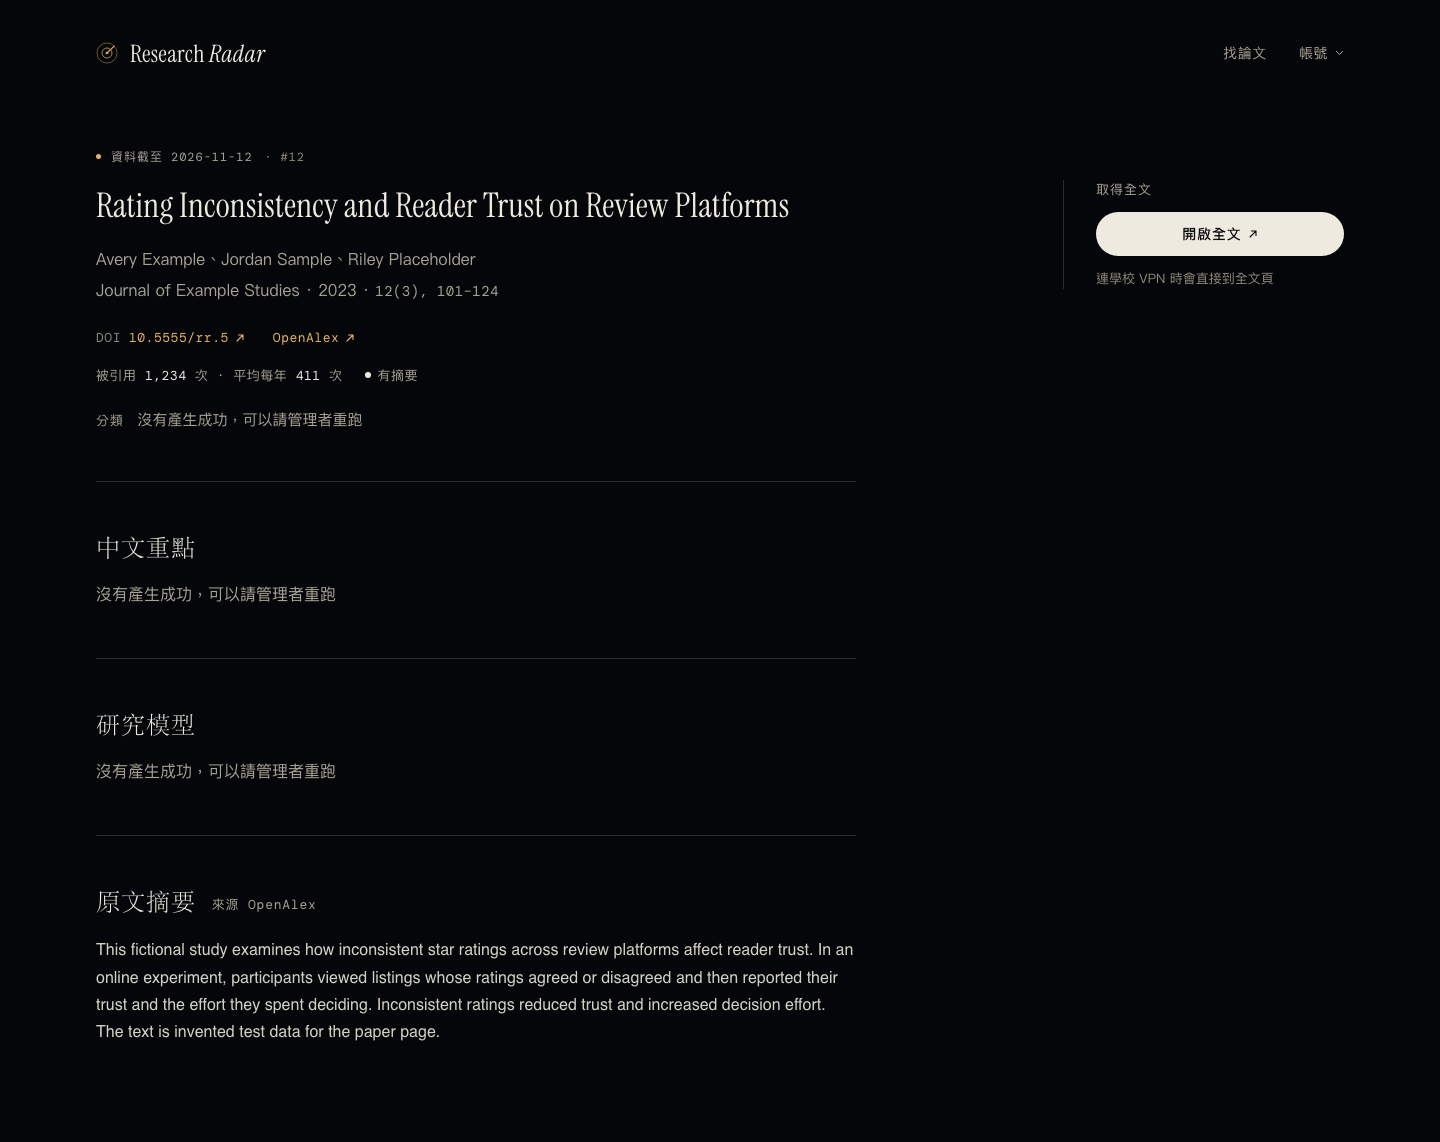 Research Radar
找論文
帳號
資料截至 2026-11-12 · #12
Rating Inconsistency and Reader Trust on Review Platforms
Avery Example、Jordan Sample、Riley Placeholder
Journal of Example Studies · 2023 · 12(3), 101–124
DOI 10.5555/rr.5 ↗ OpenAlex ↗
被引用 1,234 次 · 平均每年 411 次 有摘要
分類 沒有產生成功，可以請管理者重跑
取得全文
開啟全文 ↗
連學校 VPN 時會直接到全文頁
中文重點
沒有產生成功，可以請管理者重跑
研究模型
沒有產生成功，可以請管理者重跑
原文摘要 來源 OpenAlex
This fictional study examines how inconsistent star ratings across review platforms affect reader trust. In an
online experiment, participants viewed listings whose ratings agreed or disagreed and then reported their
trust and the effort they spent deciding. Inconsistent ratings reduced trust and increased decision effort.
The text is invented test data for the paper page.